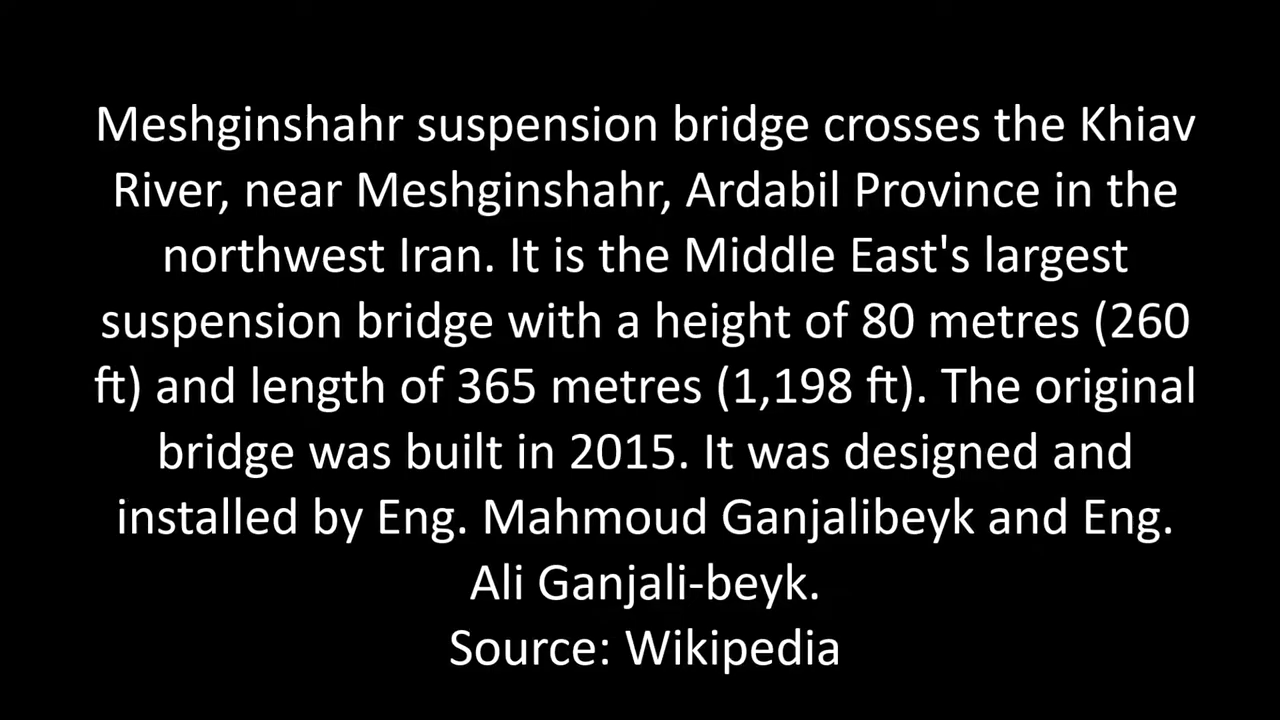 Meshginshahr suspension bridge crosses the Khiav
River, near Meshginshahr, Ardabil Province in the
northwest Iran. It is the Middle East's largest
suspension bridge with a height of 80 metres (260
ft) and length of 365 metres (1,198 ft). The original
bridge was built in 2015. It was designed and
installed by Eng. Mahmoud Ganjalibeyk and Eng.
Ali Ganjali-beyk.
Source: Wikipedia